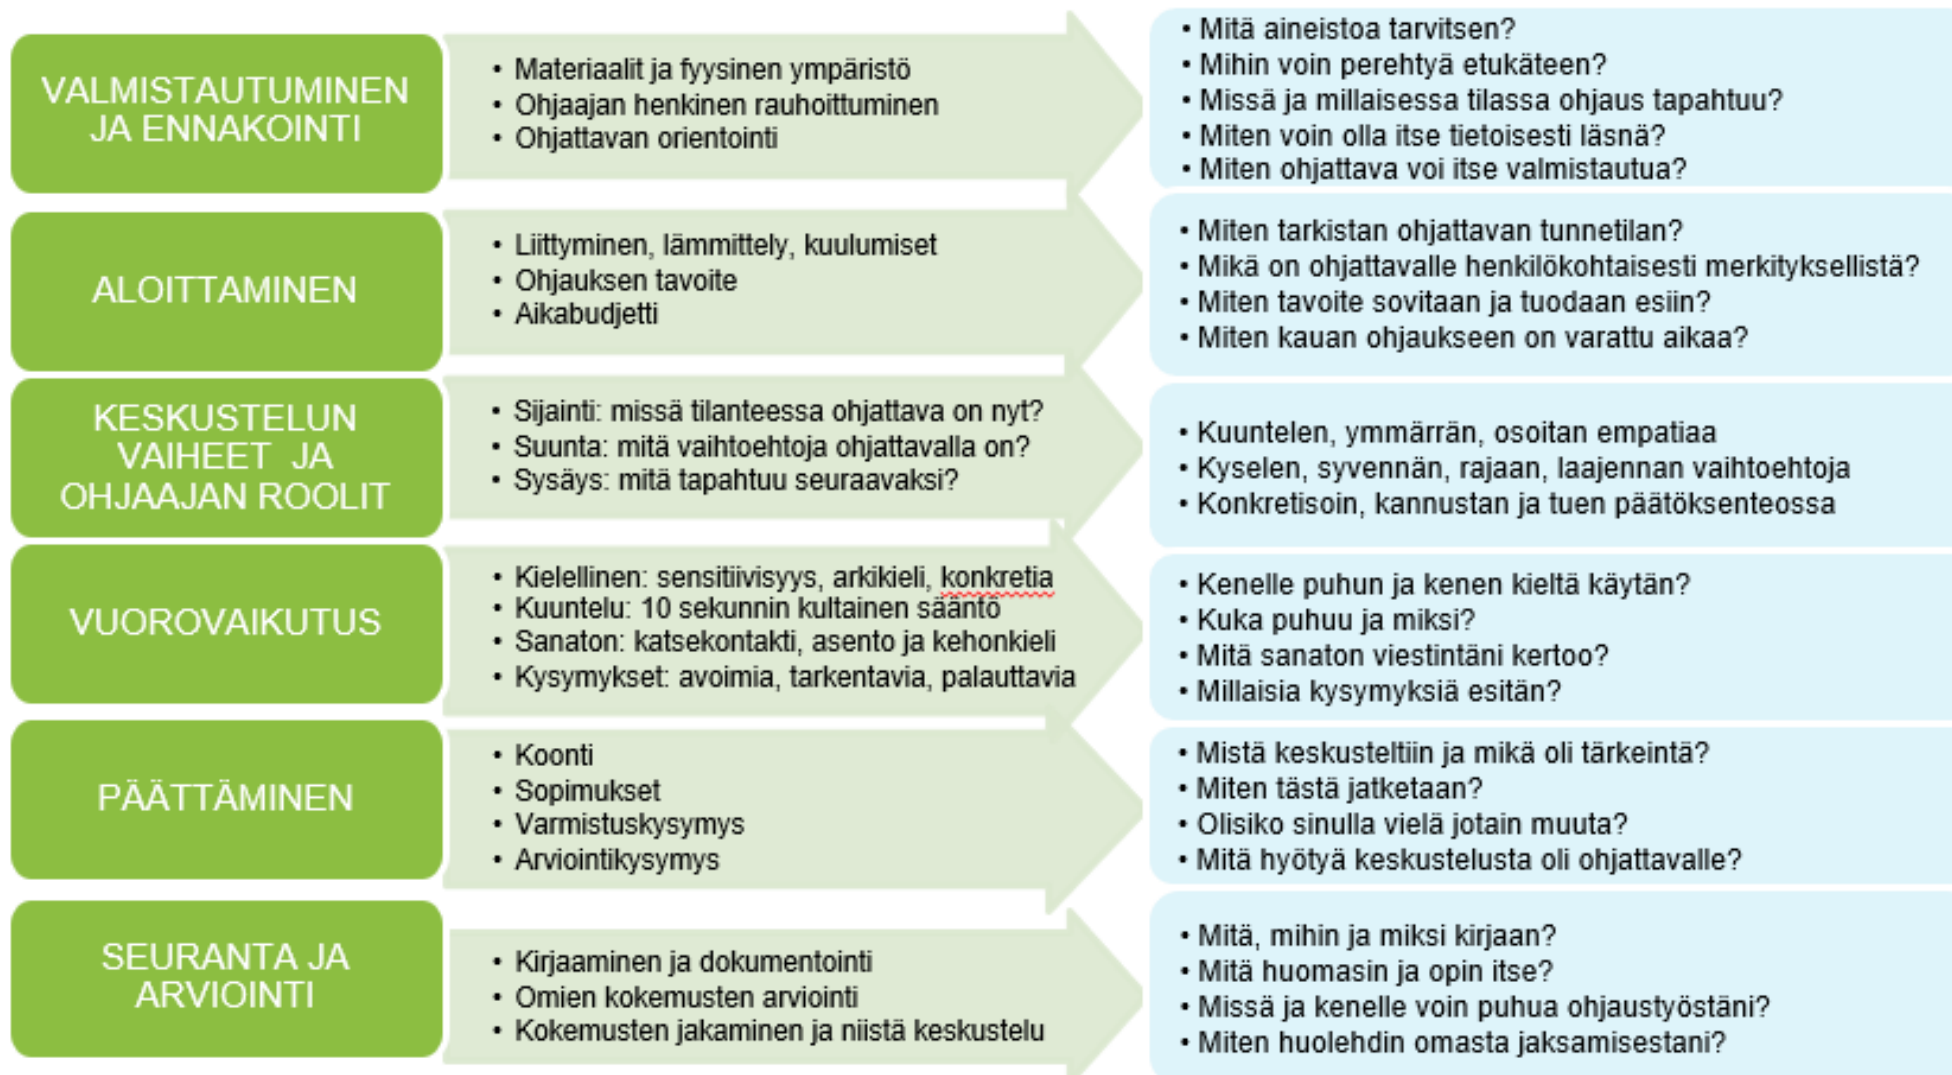 VALMISTAUTUMINEN
JA ENNAKOINTI
• Materiaalit ja fyysinen ympäristö
• Ohjaajan henkinen rauhoittuminen
• Ohjattavan orientointi
• Mitä aineistoa tarvitsen?
• Mihin voin perehtyä etukäteen?
• Missä ja millaisessa tilassa ohjaus tapahtuu?
• Miten voin olla itse tietoisesti läsnä?
• Miten ohjattava voi itse valmistautua?
ALOITTAMINEN
• Liittyminen, lämmittely, kuulumiset
• Ohjauksen tavoite
• Aikabudjetti
• Miten tarkistan ohjattavan tunnetilan?
• Mikä on ohjattavalle henkilökohtaisesti merkityksellistä?
• Miten tavoite sovitaan ja tuodaan esiin?
• Miten kauan ohjaukseen on varattu aikaa?
KESKUSTELUN
VAIHEET JA
OHJAAJAN ROOLIT
• Sijainti: missä tilanteessa ohjattava on nyt?
• Suunta: mitä vaihtoehtoja ohjattavalla on?
• Sysäys: mitä tapahtuu seuraavaksi?
• Kuuntelen, ymmärrän, osoitan empatiaa
• Kyselen, syvennän, rajaan, laajennan vaihtoehtoja
• Konkretisoin, kannustan ja tuen päätöksenteossa
VUOROVAIKUTUS
• Kielellinen: sensitiivisyys, arkikieli, konkretia
• Kuuntelu: 10 sekunnin kultainen sääntö
• Sanaton: katsekontakti, asento ja kehonkieli
• Kysymykset: avoimia, tarkentavia, palauttavia
• Kenelle puhun ja kenen kieltä käytän?
• Kuka puhuu ja miksi?
• Mitä sanaton viestintäni kertoo?
• Millaisia kysymyksiä esitän?
PÄÄTTÄMINEN
• Koonti
• Sopimukset
• Varmistuskysymys
• Arviointikysymys
• Mistä keskusteltiin ja mikä oli tärkeintä?
• Miten tästä jatketaan?
• Olisiko sinulla vielä jotain muuta?
• Mitä hyötyä keskustelusta oli ohjattavalle?
SEURANTA JA
ARVIOINTI
• Kirjaaminen ja dokumentointi
• Omien kokemusten arviointi
• Kokemusten jakaminen ja niistä keskustelu
• Mitä, mihin ja miksi kirjaan?
• Mitä huomasin ja opin itse?
• Missä ja kenelle voin puhua ohjaustyöstäni?
• Miten huolehdin omasta jaksamisestani?